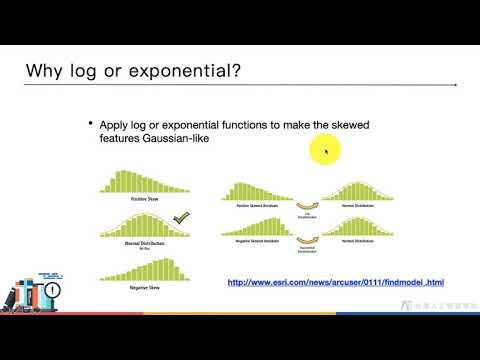 Why log or exponential?
• Apply log or exponential functions to make the skewed
features Gaussian-like
Positive Skew
Normal Distribution
No Skew
Negative Skew
Positive Skewed Residuals
Log
Transformation
Normal Distribution
Negative Skewed Residuals
Exponential
Transformation
Normal Distribution
http://www.esri.com/news/arcuser/0111/findmodel .html